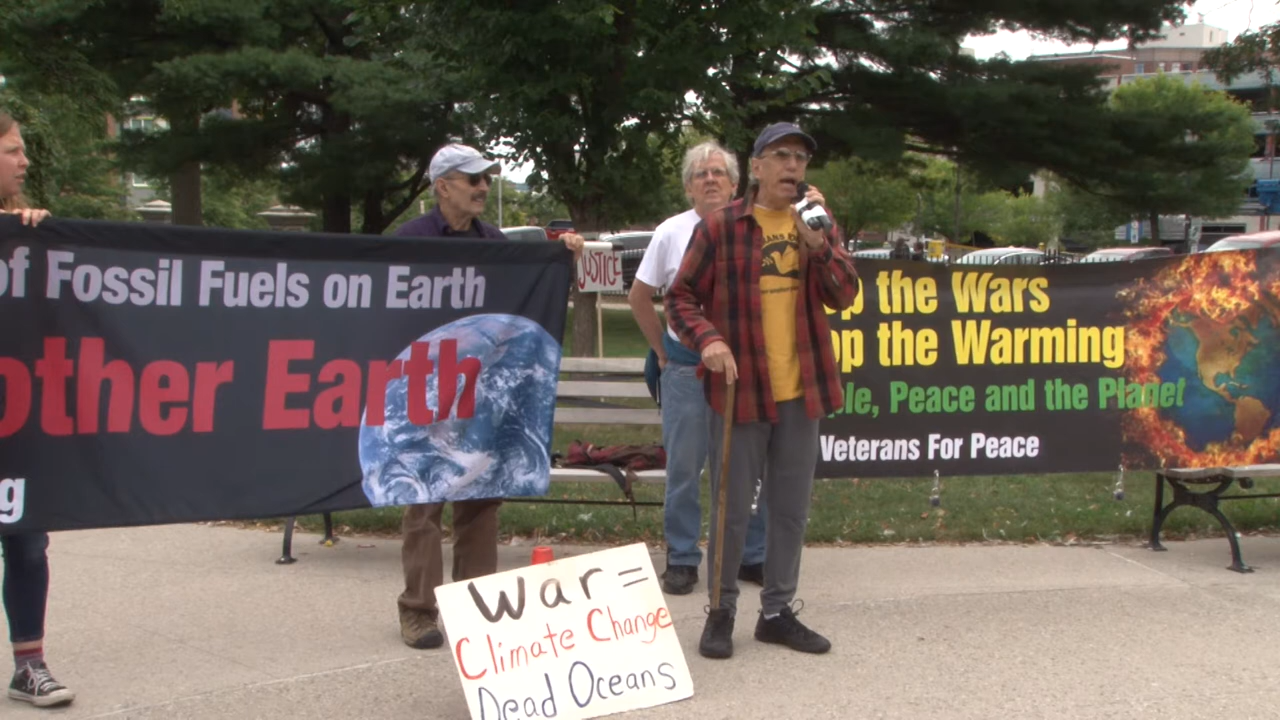 of Fossil Fuels on Earth
other Earth
g
JUSTICE
op the Wars
op the Warming
ple, Peace and the Planet
Veterans For Peace
War =
Climate Change
Dead Oceans